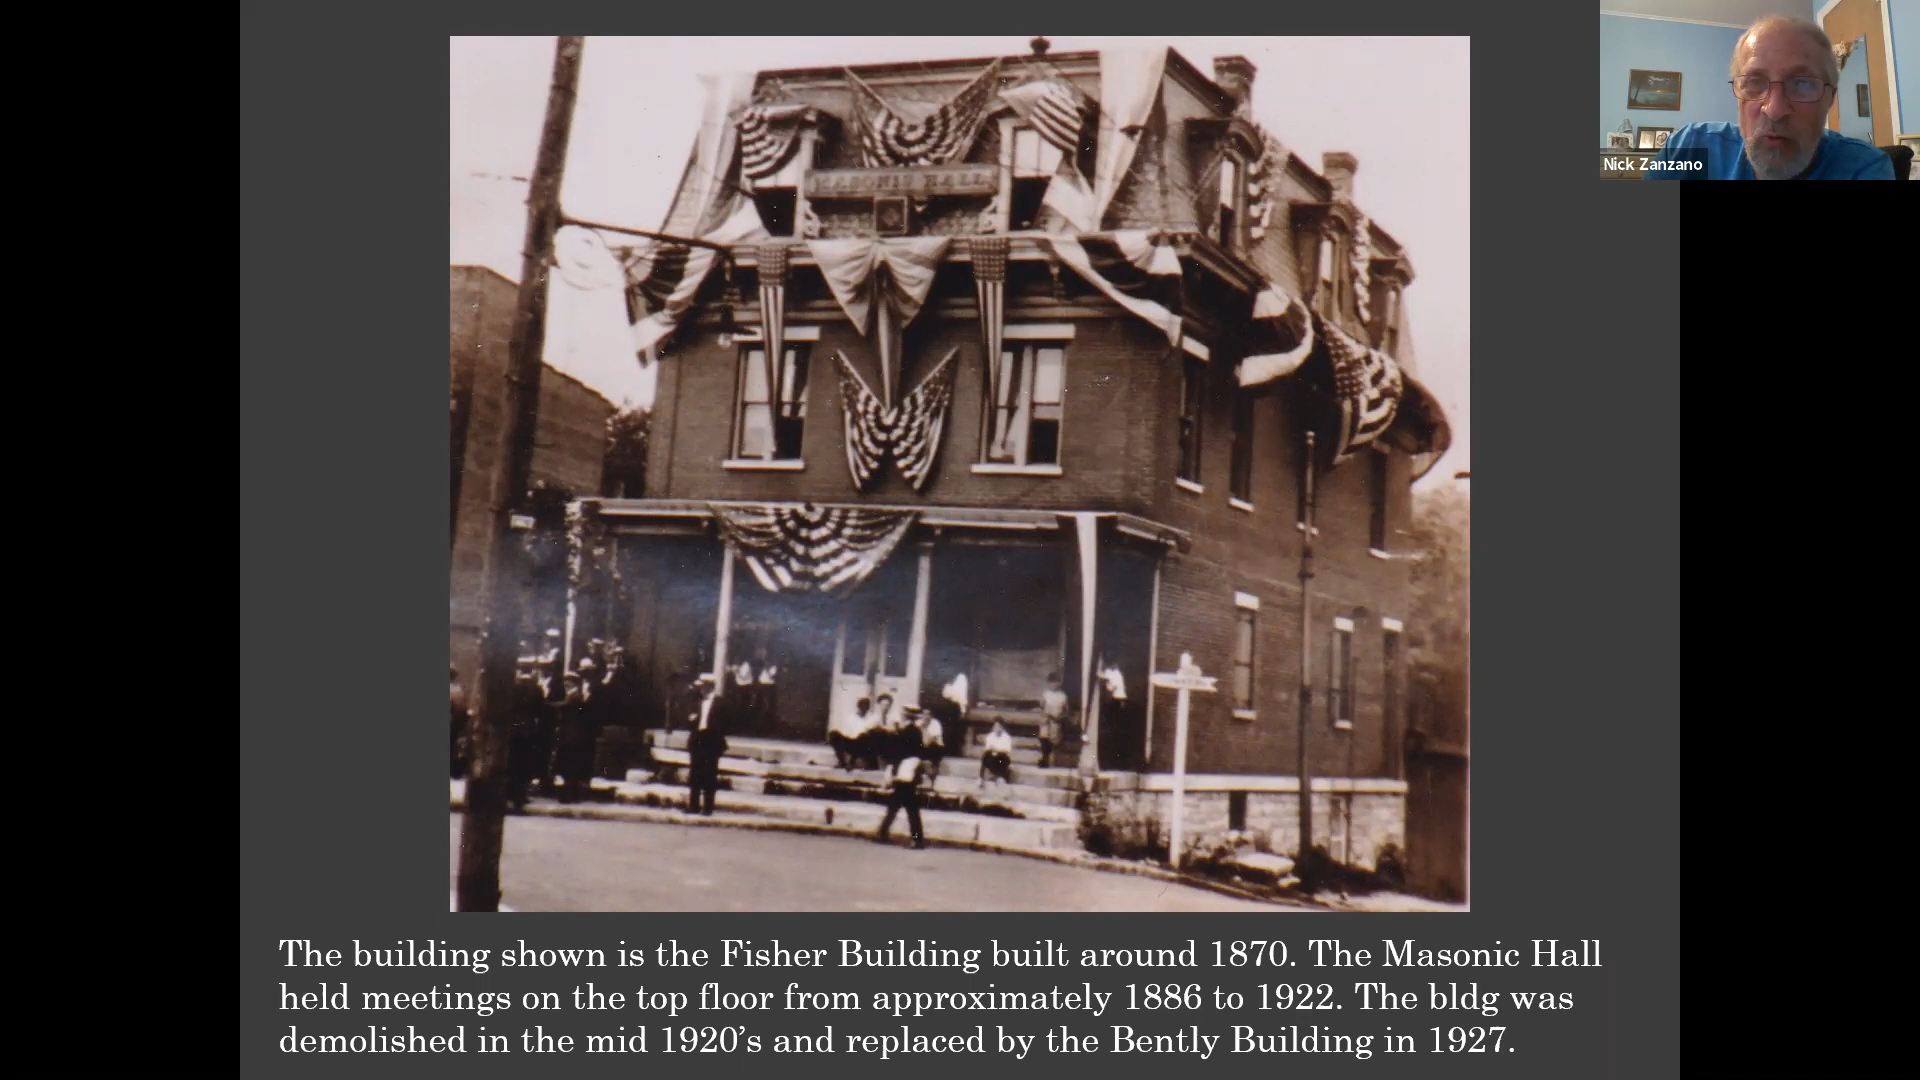 MASONIC HALL
Nick Zanzano
The building shown is the Fisher Building built around 1870. The Masonic Hall
held meetings on the top floor from approximately 1886 to 1922. The bldg was
demolished in the mid 1920’s and replaced by the Bently Building in 1927.